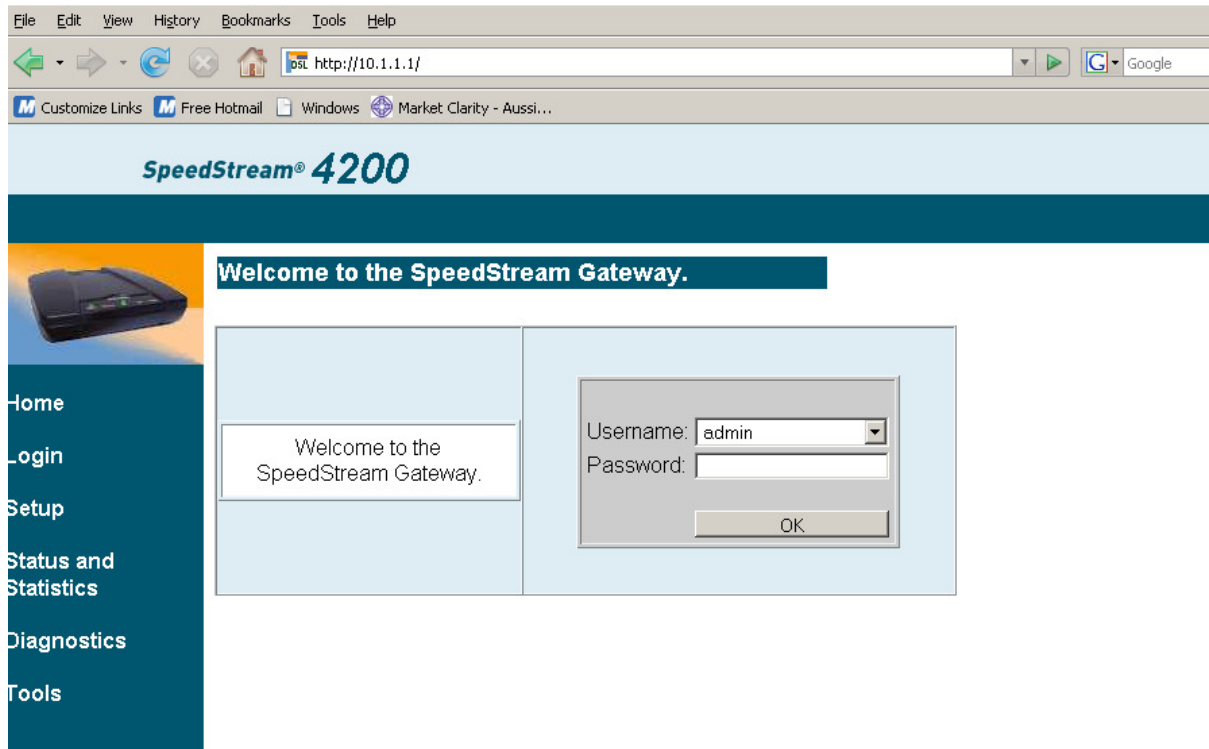 File Edit View History Bookmarks Tools Help
DSL http://10.1.1.1/ G Google
Customize Links Free Hotmail Windows Market Clarity - Aussi...
SpeedStream® 4200
Welcome to the SpeedStream Gateway.
Home
Login
Setup
Status and
Statistics
Diagnostics
Tools
Welcome to the
SpeedStream Gateway.
Username: admin
Password:
OK